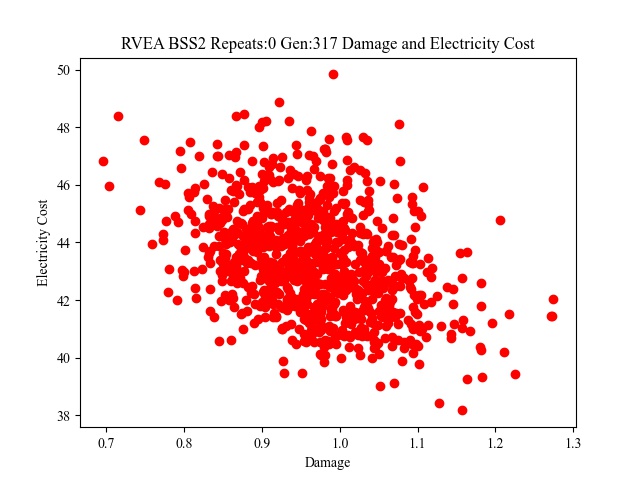 RVEA BSS2 Repeats:0 Gen:317 Damage and Electricity Cost
50
48
46
44
42
40
38
Electricity Cost
0.7 0.8 0.9 1.0 1.1 1.2 1.3
Damage